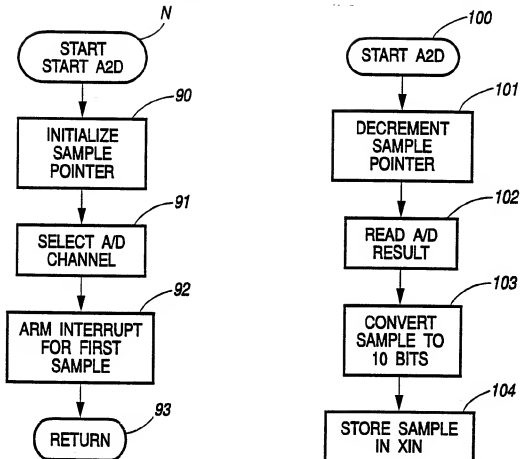 N
START
START A2D
90
INITIALIZE
SAMPLE
POINTER
91
SELECT A/D
CHANNEL
92
ARM INTERRUPT
FOR FIRST
SAMPLE
93
RETURN
100
START A2D
101
DECREMENT
SAMPLE
POINTER
102
READ A/D
RESULT
103
CONVERT
SAMPLE TO
10 BITS
104
STORE SAMPLE
IN XIN